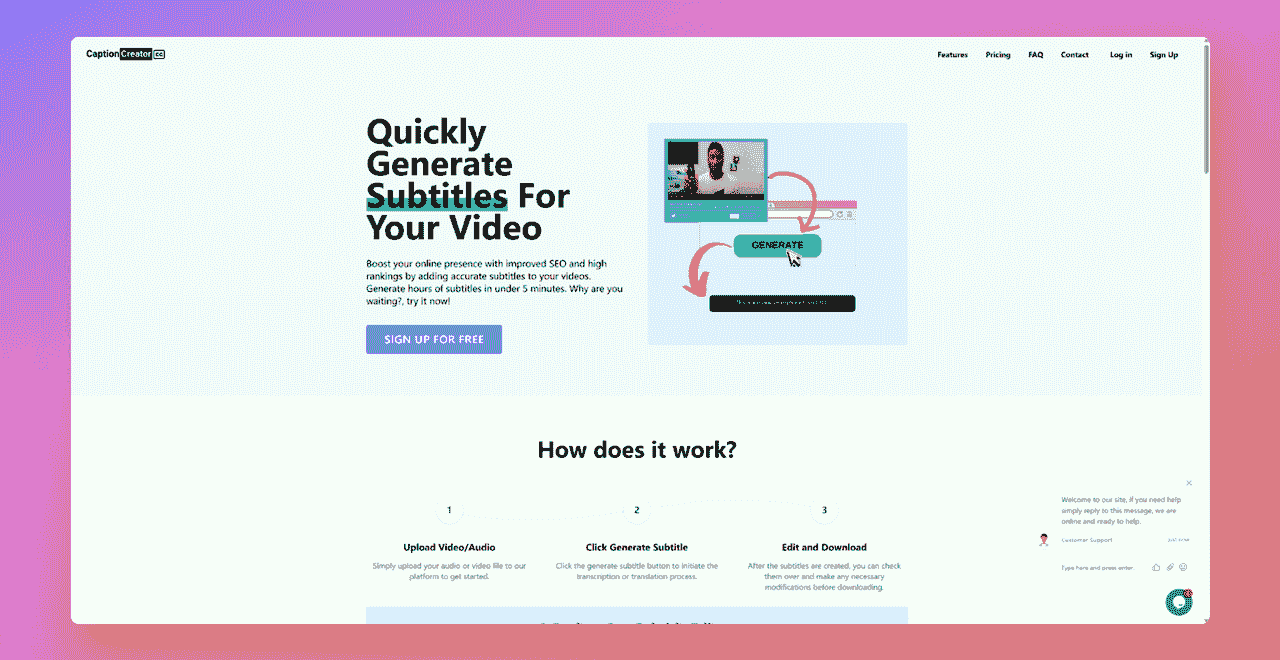 CaptionCreator CC
Features Pricing FAQ Contact Log in Sign Up
Quickly
Generate
Subtitles For
Your Video
Boost your online presence with improved SEO and high
rankings by adding accurate subtitles to your videos.
Generate hours of subtitles in under 5 minutes. Why are you
waiting?, try it now!
SIGN UP FOR FREE
GENERATE
How does it work?
1
Upload Video/Audio
Simply upload your audio or video file to our
platform to get started.
2
Click Generate Subtitle
Click the generate subtitle button to initiate the
transcription or translation process.
3
Edit and Download
After the subtitles are created, you can check
them over and make any necessary
modifications before downloading.
Welcome to our site, if you need help
simply reply to this message, we are
online and ready to help.
Customer Support
Type here and press enter